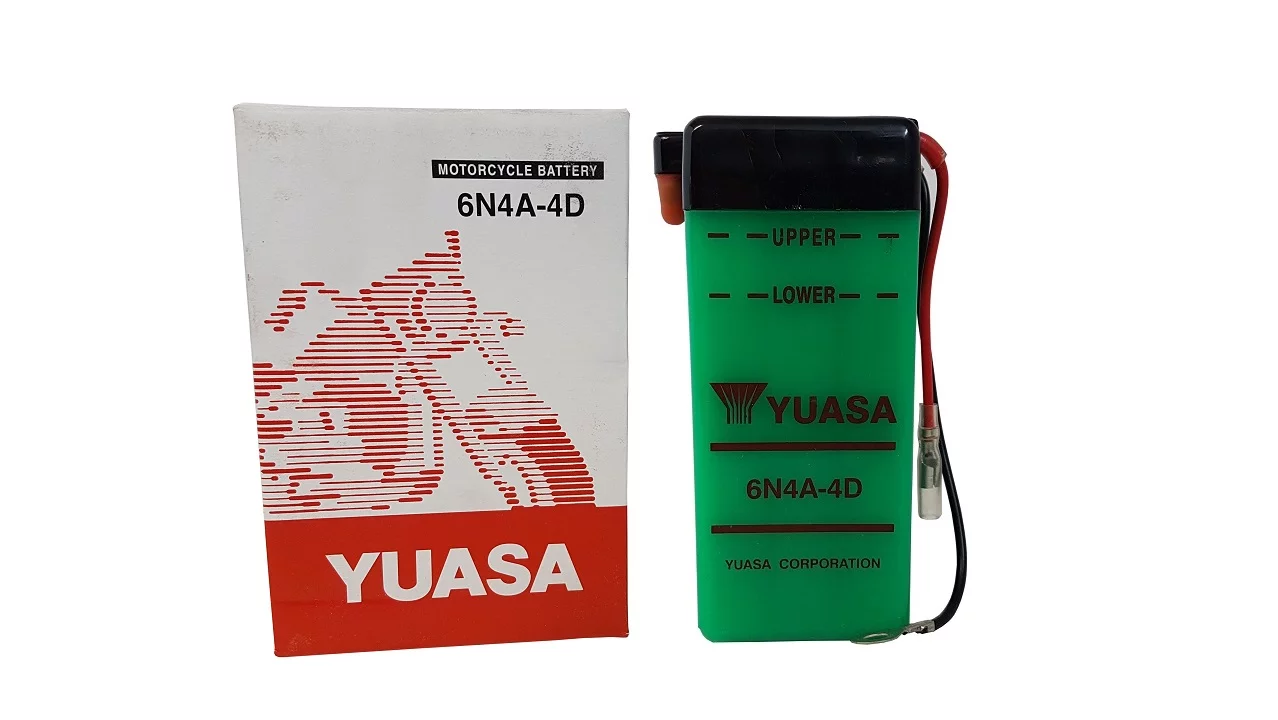 MOTORCYCLE BATTERY
6N4A-4D
YUASA
UPPER
LOWER
YUASA
6N4A-4D
YUASA CORPORATION